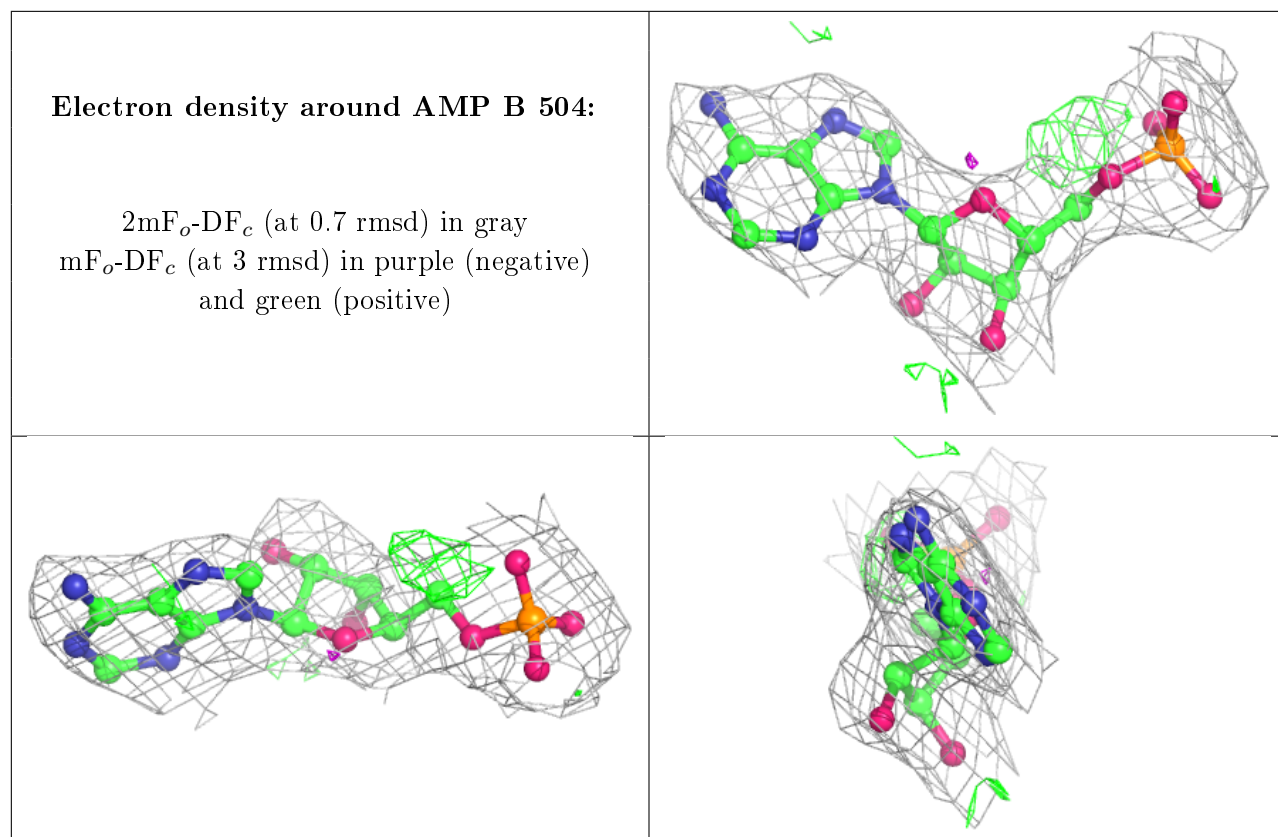 Electron density around AMP B 504:
2mFₒ-DF𝒸 (at 0.7 rmsd) in gray
mFₒ-DF𝒸 (at 3 rmsd) in purple (negative)
and green (positive)